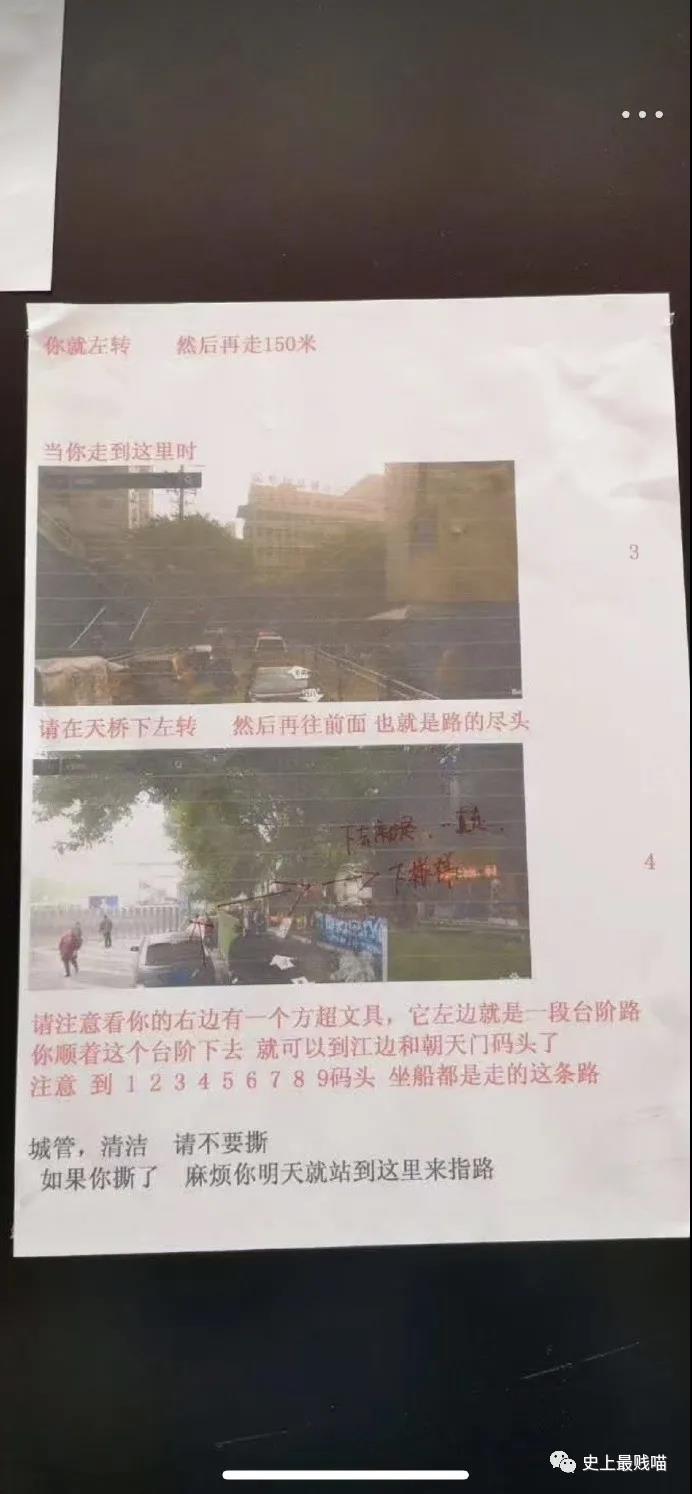 你就左转 然后再走150米
当你走到这里时
3
请在天桥下左转 然后再往前面 也就是路的尽头
一直走.
下楼梯
4
请注意看你的右边有一个方超文具，它左边就是一段台阶路
你顺着这个台阶下去 就可以到江边和朝天门码头了
注意 到 1 2 3 4 5 6 7 8 9码头 坐船都是走的这条路
城管，清洁 请不要撕
如果你撕了 麻烦你明天就站到这里来指路
史上最贱喵